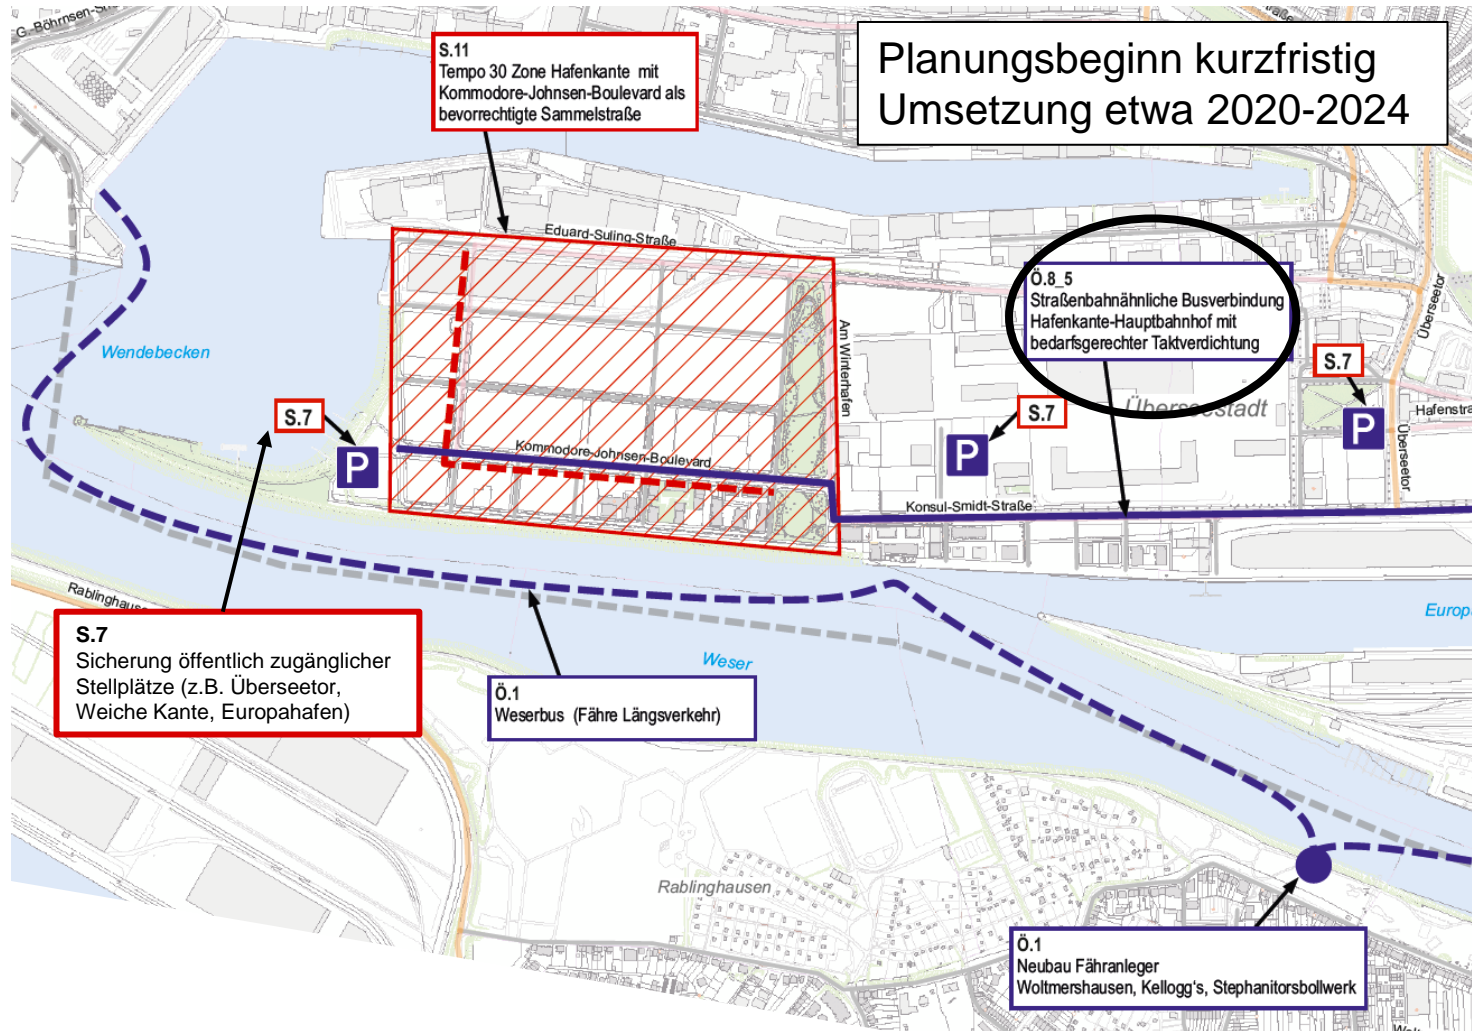 G.-Böhrnsen-Str
S.11
Tempo 30 Zone Hafenkante mit
Kommodore-Johnsen-Boulevard als
bevorrechtigte Sammelstraße
Planungsbeginn kurzfristig
Umsetzung etwa 2020-2024
Eduard-Suling-Straße
Ö.8_5
Straßenbahnähnliche Busverbindung
Hafenkante-Hauptbahnhof mit
bedarfsgerechter Taktverdichtung
Überseetor
Am Winterhafen
Wendebecken
S.7
P
S.7
P
Überseestadt
S.7
P
Hafenstra
Überseetor
Kommodore-Johnsen-Boulevard
Konsul-Smidt-Straße
Rablinghause
S.7
Sicherung öffentlich zugänglicher
Stellplätze (z.B. Überseetor,
Weiche Kante, Europahafen)
Europ
Weser
Ö.1
Weserbus (Fähre Längsverkehr)
Rablinghausen
Ö.1
Neubau Fähranleger
Woltmershausen, Kellogg's, Stephanitorsbollwerk